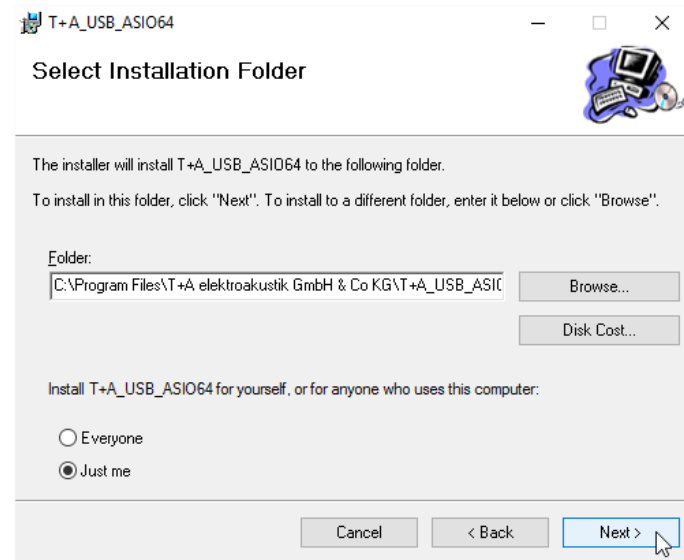 T+A_USB_ASIO64
Select Installation Folder
The installer will install T+A_USB_ASIO64 to the following folder.
To install in this folder, click "Next". To install to a different folder, enter it below or click "Browse".
Folder:
C:\Program Files\T+A elektroakustik GmbH & Co KG\T+A_USB_ASIO
Browse...
Disk Cost...
Install T+A_USB_ASIO64 for yourself, or for anyone who uses this computer:
Everyone
Just me
Cancel
< Back
Next >